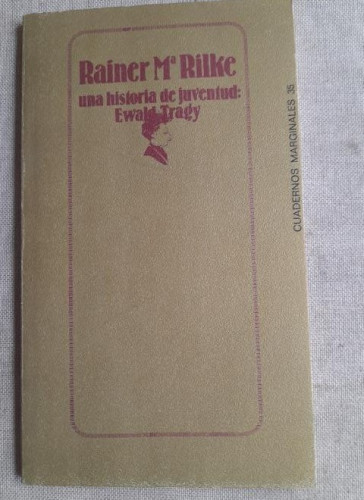 Rainer Mª Rilke
una historia de juventud:
Ewald Tragy
CUADERNOS MARGINALES 35